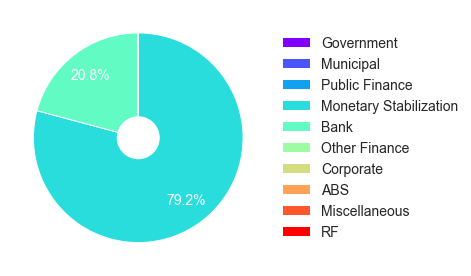 20.8%
79.2%
Government
Municipal
Public Finance
Monetary Stabilization
Bank
Other Finance
Corporate
ABS
Miscellaneous
RF